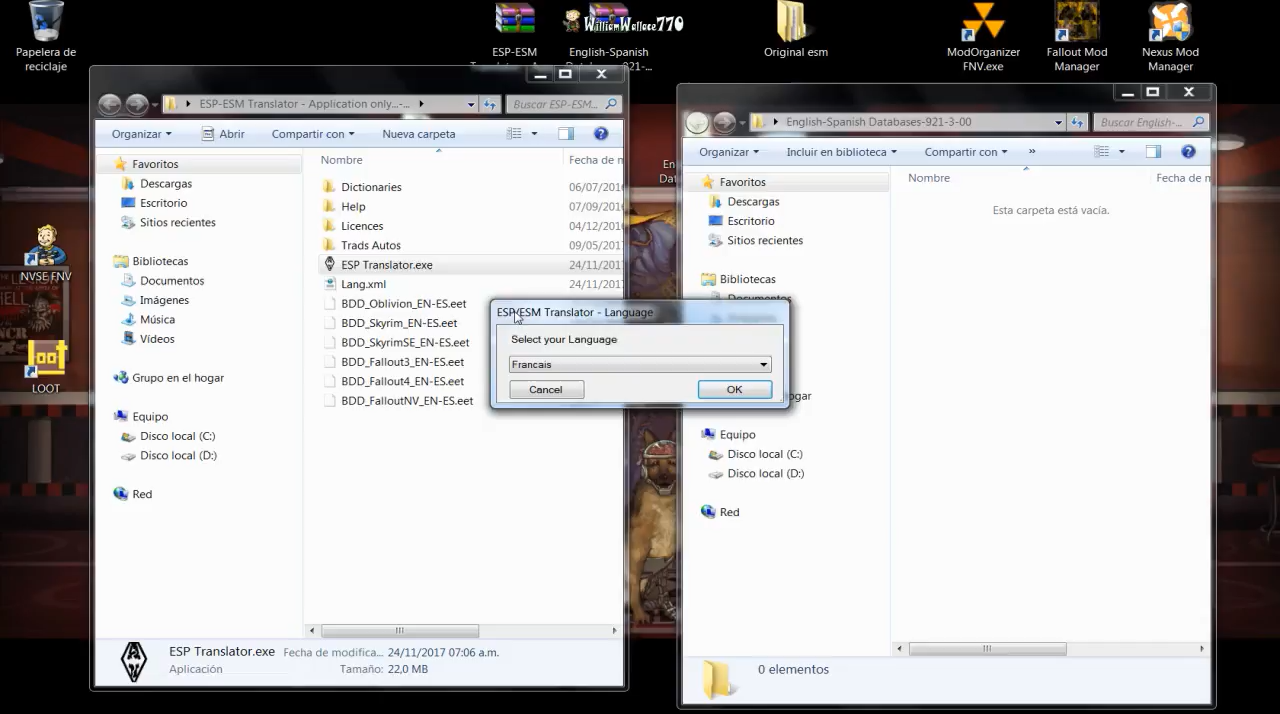 Papelera de
reciclaje
ESP-ESM
WilliamWallace770
English-Spanish
Database -921-
3-00-...
Original esm
ModOrganizer
FNV.exe
Fallout Mod
Manager
Nexus Mod
Manager
NVSE FNV
LOOT
ESP-ESM Translator - Application only...-...
Buscar ESP-ESM...
Organizar
Abrir
Compartir con
Nueva carpeta
Favoritos
Descargas
Escritorio
Sitios recientes
Bibliotecas
Documentos
Imágenes
Música
Vídeos
Grupo en el hogar
Equipo
Disco local (C:)
Disco local (D:)
Red
Nombre
Fecha de m
Dictionaries
06/07/201
Help
07/09/201
Licences
04/12/201
Trads Autos
09/05/201
ESP Translator.exe
24/11/2017
Lang.xml
24/11/2017
BDD_Oblivion_EN-ES.eet
BDD_Skyrim_EN-ES.eet
BDD_SkyrimSE_EN-ES.eet
BDD_Fallout3_EN-ES.eet
BDD_Fallout4_EN-ES.eet
BDD_FalloutNV_EN-ES.eet
ESP Translator.exe
Fecha de modifica... 24/11/2017 07:06 a.m.
Aplicación
Tamaño: 22,0 MB
ESP/ESM Translator - Language
Select your Language
Francais
Cancel
OK
English-Spanish Databases-921-3-00
Buscar English-...
Organizar
Incluir en biblioteca
Compartir con
»
Favoritos
Descargas
Escritorio
Sitios recientes
Bibliotecas
Documentos
ogar
Equipo
Disco local (C:)
Disco local (D:)
Red
Nombre
Fecha de m
Esta carpeta está vacía.
0 elementos